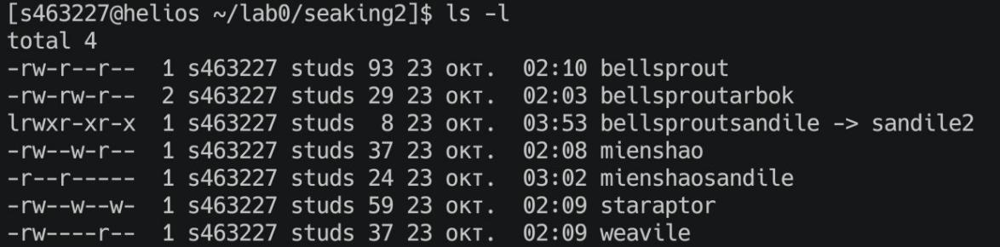 [s463227@helios ~/lab0/seaking2]$ ls -l
total 4
-rw-r--r--  1 s463227 studs 93 23 окт.  02:10 bellsprout
-rw-rw-r--  2 s463227 studs 29 23 окт.  02:03 bellsproutarbok
lrwxr-xr-x  1 s463227 studs  8 23 окт.  03:53 bellsproutsandile -> sandile2
-rw--w-r--  1 s463227 studs 37 23 окт.  02:08 mienshao
-r--r-----  1 s463227 studs 24 23 окт.  03:02 mienshaosandile
-rw--w--w-  1 s463227 studs 59 23 окт.  02:09 staraptor
-rw----r--  1 s463227 studs 37 23 окт.  02:09 weavile